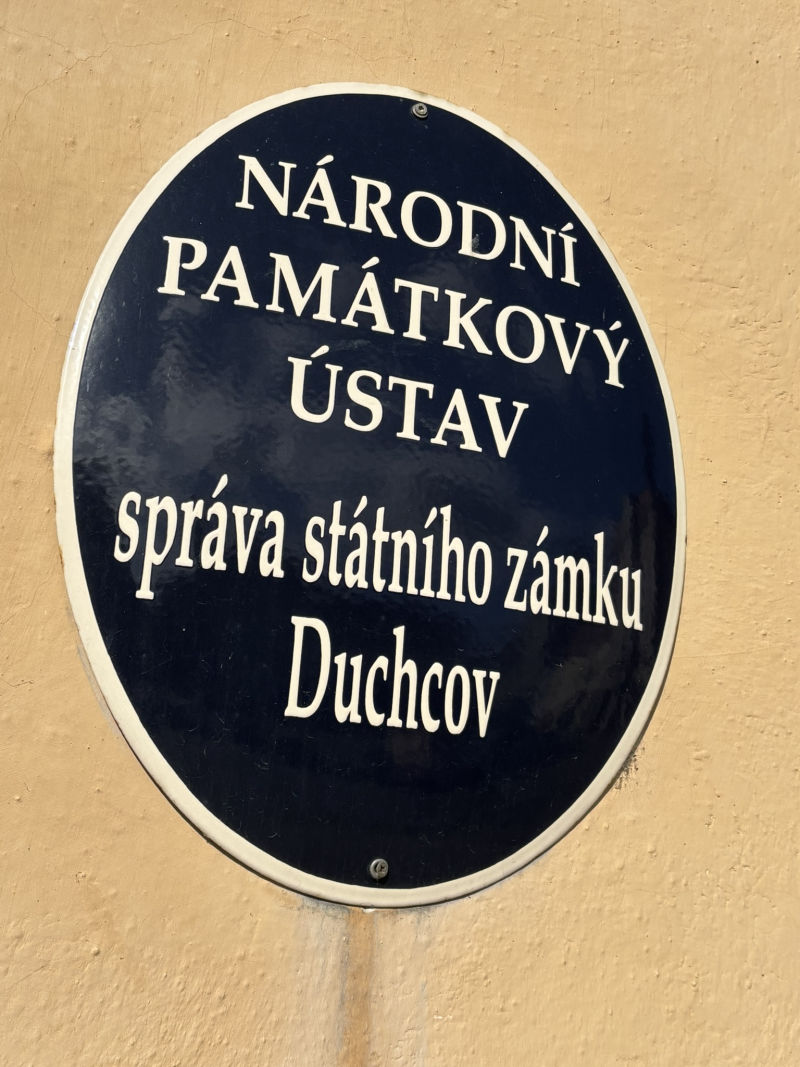 NÁRODNÍ
PAMÁTKOVÝ
ÚSTAV
správa státního zámku
Duchcov